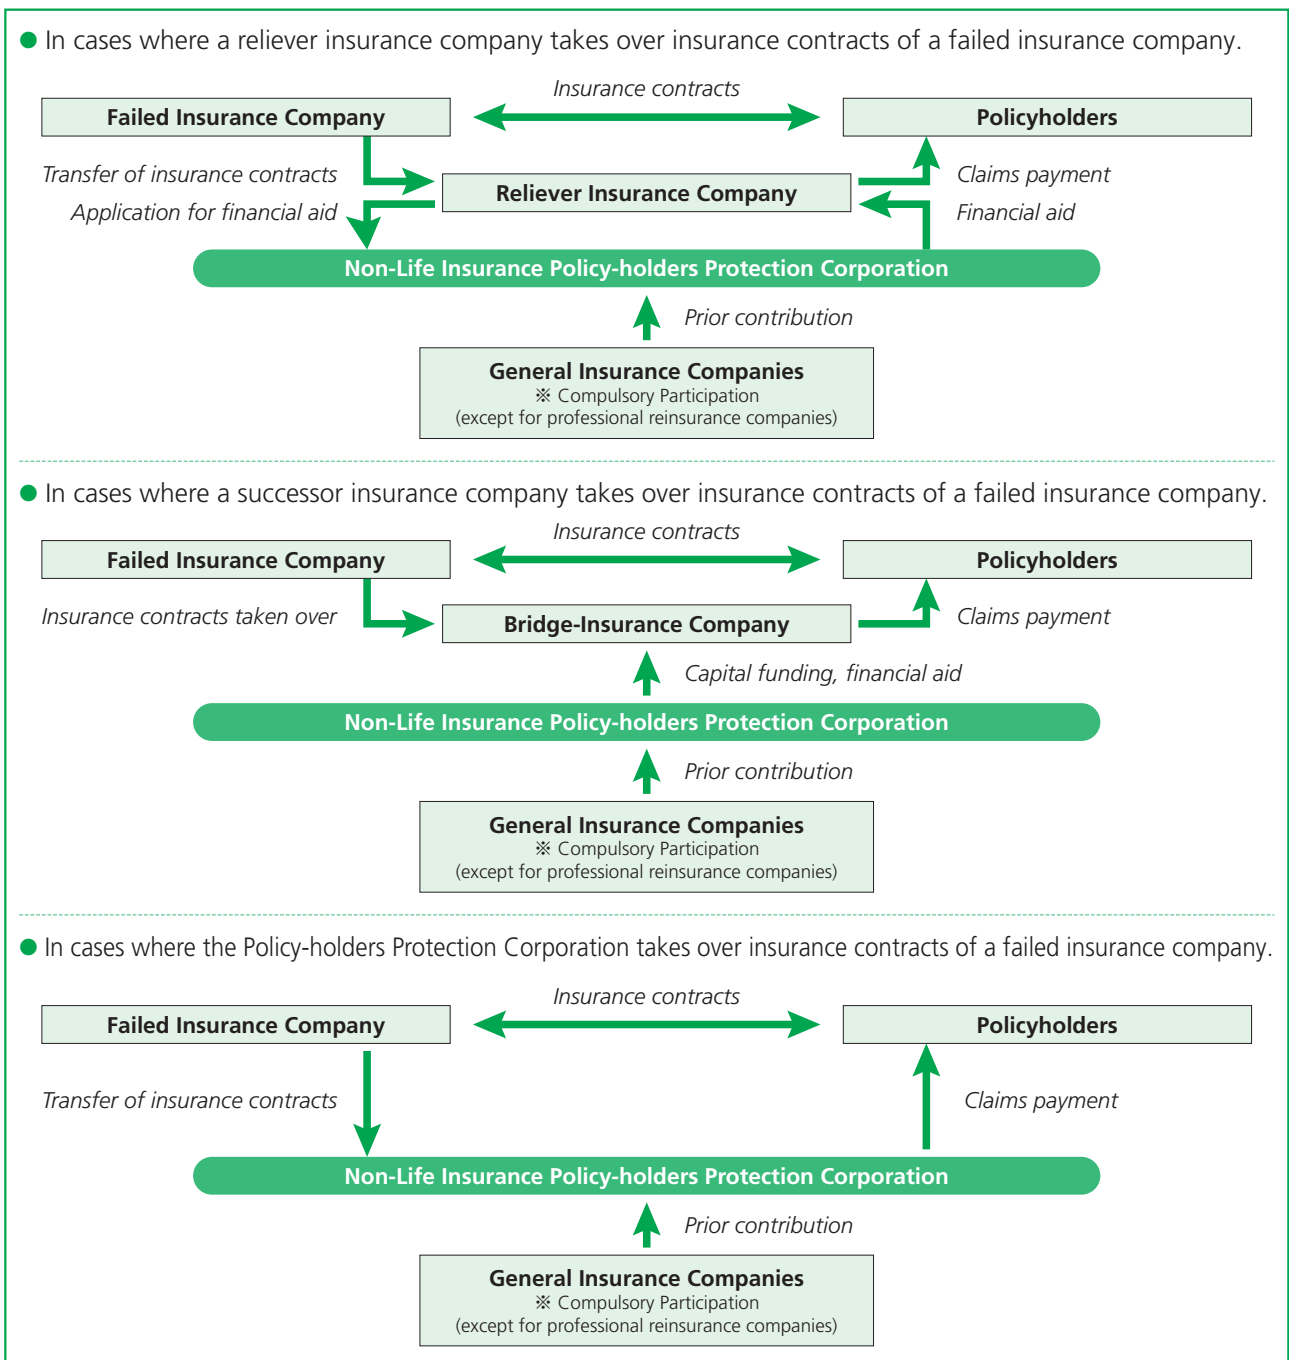 ● In cases where a reliever insurance company takes over insurance contracts of a failed insurance company.
Insurance contracts
Failed Insurance Company
Policyholders
Transfer of insurance contracts
Claims payment
Reliever Insurance Company
Application for financial aid
Financial aid
Non-Life Insurance Policy-holders Protection Corporation
Prior contribution
General Insurance Companies
※ Compulsory Participation
(except for professional reinsurance companies)
● In cases where a successor insurance company takes over insurance contracts of a failed insurance company.
Insurance contracts
Failed Insurance Company
Policyholders
Insurance contracts taken over
Bridge-Insurance Company
Claims payment
Capital funding, financial aid
Non-Life Insurance Policy-holders Protection Corporation
Prior contribution
General Insurance Companies
※ Compulsory Participation
(except for professional reinsurance companies)
● In cases where the Policy-holders Protection Corporation takes over insurance contracts of a failed insurance company.
Insurance contracts
Failed Insurance Company
Policyholders
Transfer of insurance contracts
Claims payment
Non-Life Insurance Policy-holders Protection Corporation
Prior contribution
General Insurance Companies
※ Compulsory Participation
(except for professional reinsurance companies)